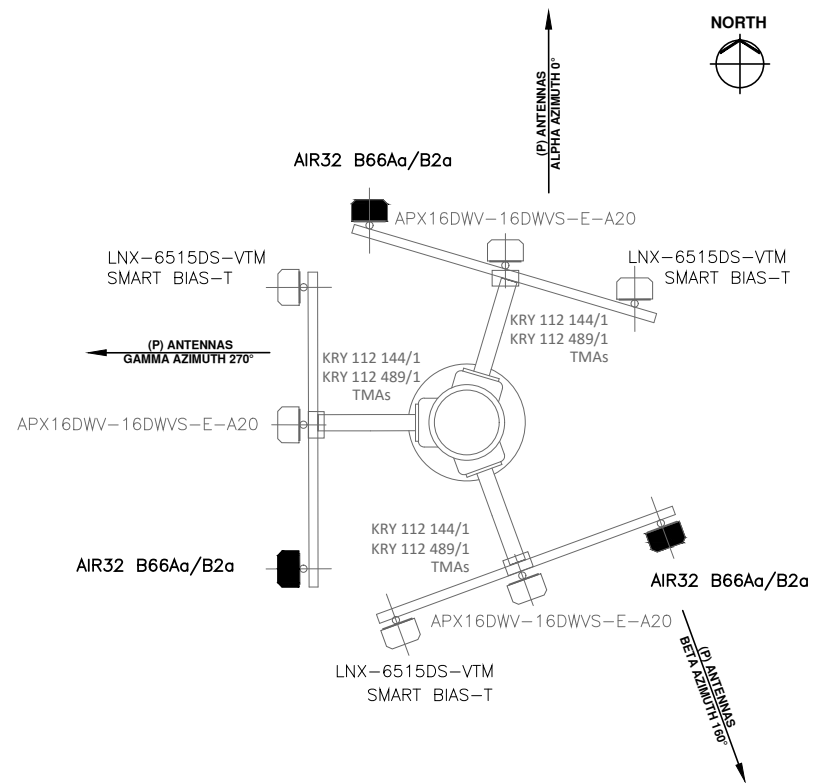 NORTH
(P) ANTENNAS
ALPHA AZIMUTH 0°
AIR32 B66Aa/B2a
APX16DWV-16DWVS-E-A20
LNX-6515DS-VTM
SMART BIAS-T
LNX-6515DS-VTM
SMART BIAS-T
KRY 112 144/1
KRY 112 489/1
TMAs
(P) ANTENNAS
GAMMA AZIMUTH 270°
KRY 112 144/1
KRY 112 489/1
TMAs
APX16DWV-16DWVS-E-A20
KRY 112 144/1
KRY 112 489/1
TMAs
AIR32 B66Aa/B2a
AIR32 B66Aa/B2a
APX16DWV-16DWVS-E-A20
(P) ANTENNAS
BETA AZIMUTH 160°
LNX-6515DS-VTM
SMART BIAS-T